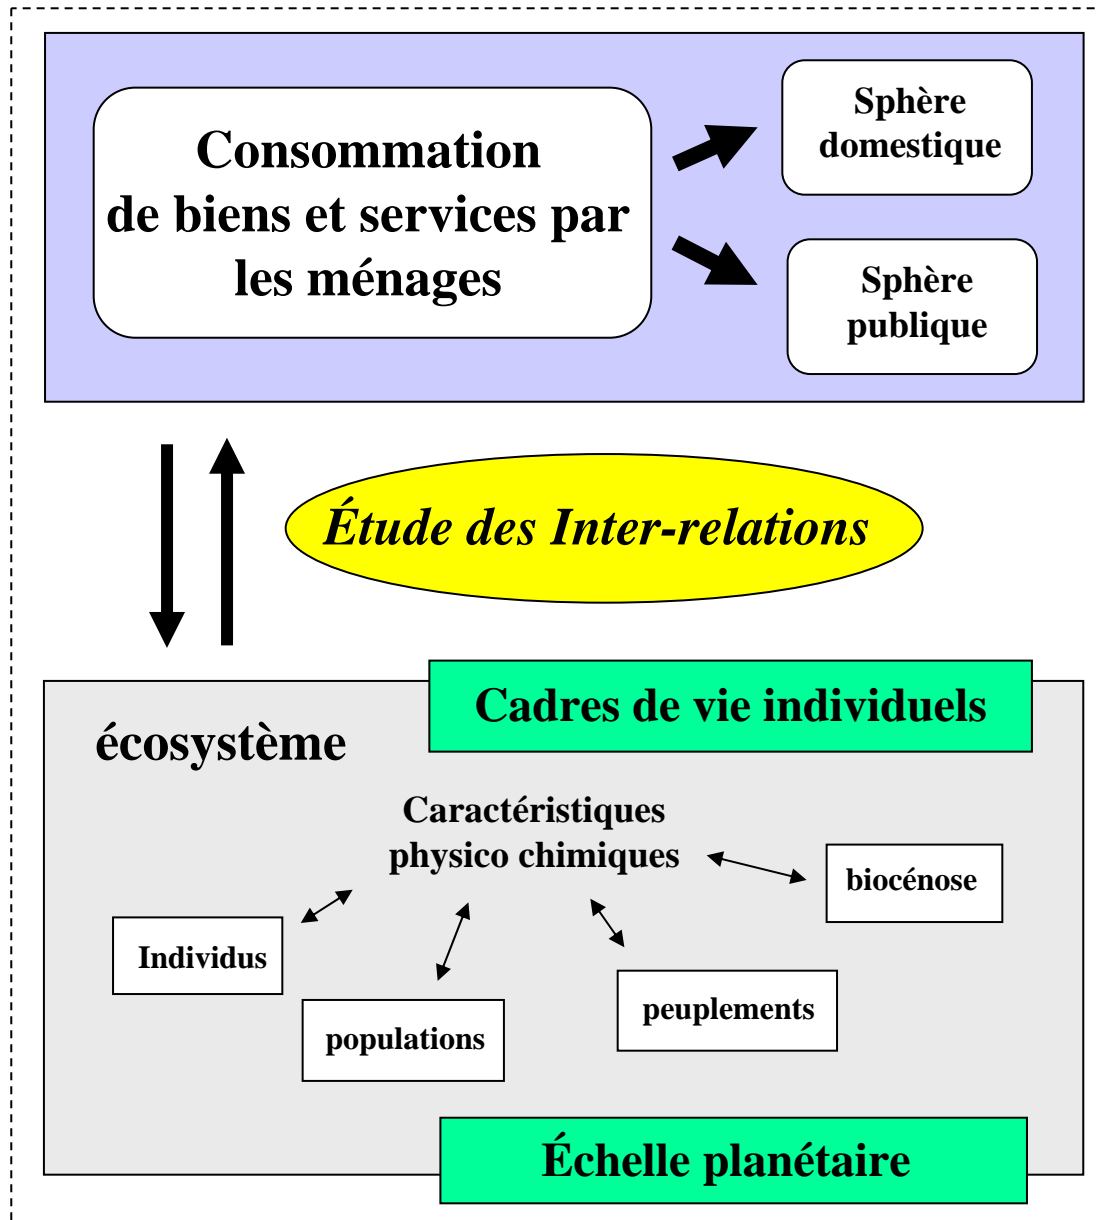 Consommation
de biens et services par
les ménages
Sphère
domestique
Sphère
publique
Étude des Inter-relations
Cadres de vie individuels
écosystème
Caractéristiques
physico chimiques
biocénose
Individus
populations
peuplements
Échelle planétaire